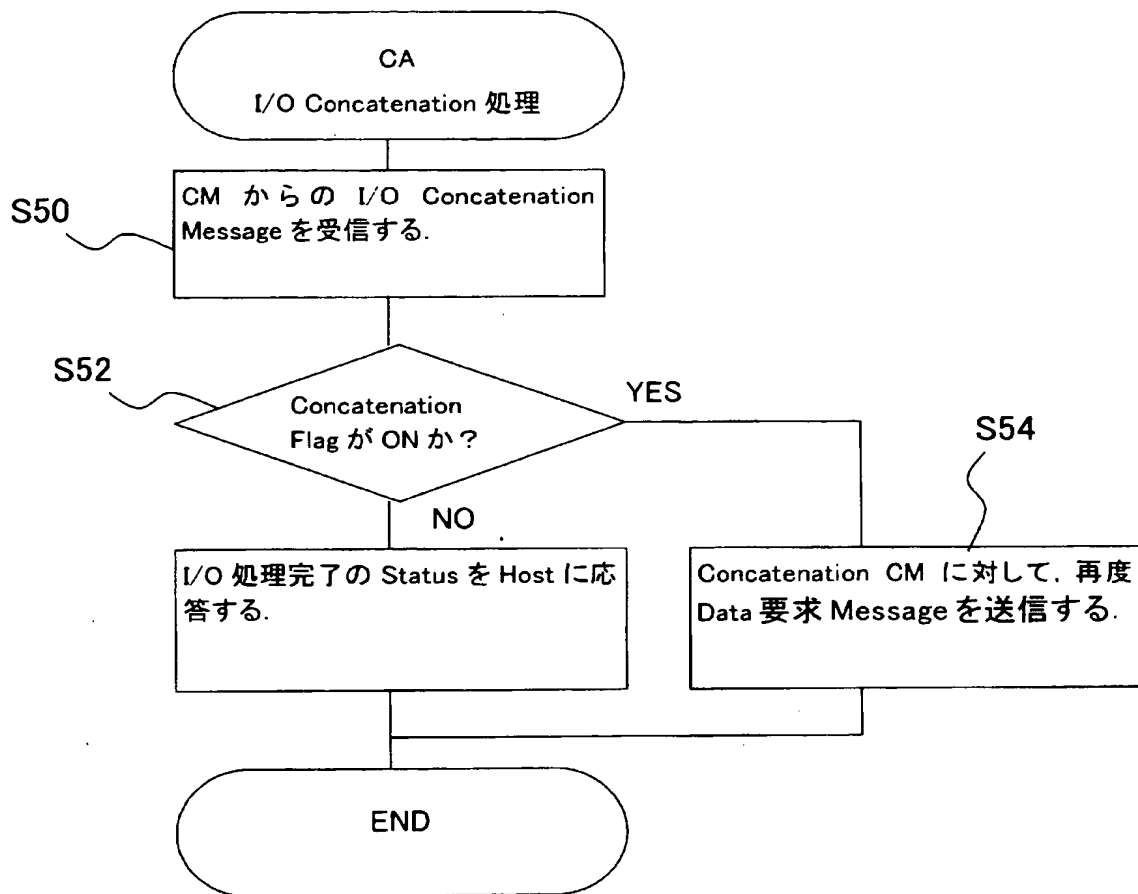 CA
I/O Concatenation 処理
S50
CM からの I/O Concatenation
Message を受信する.
S52
Concatenation
Flag が ON か？
YES
NO
S54
I/O 処理完了の Status を Host に応
答する.
Concatenation CM に対して, 再度
Data 要求 Message を送信する.
END